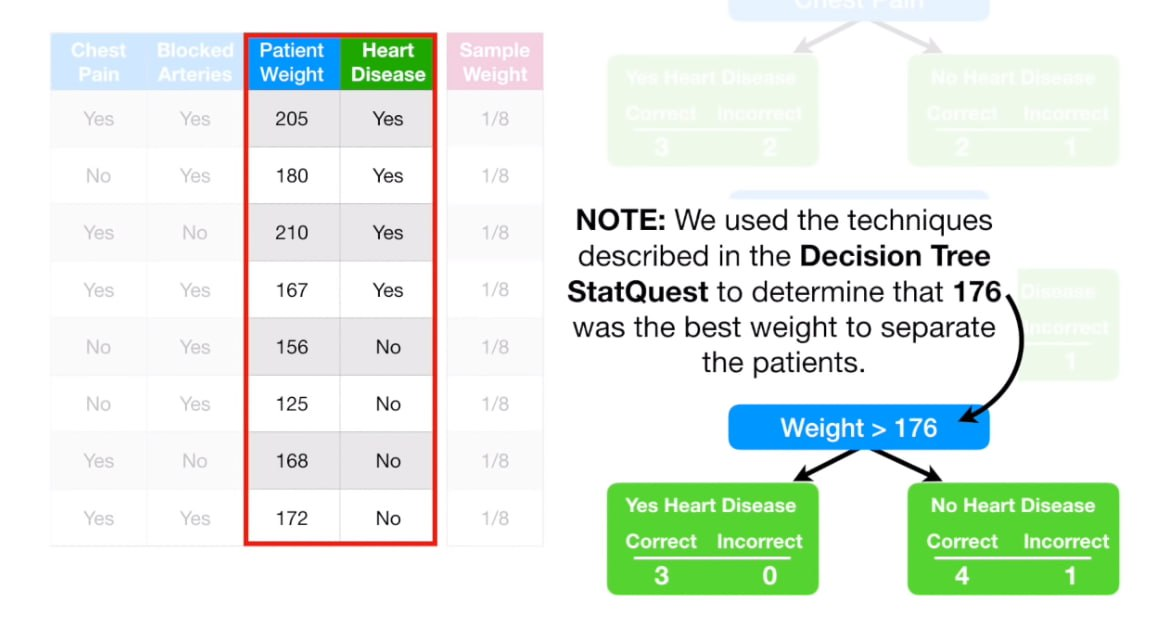 Chest Pain
Chest Pain Blocked Arteries Patient Weight Heart Disease Sample Weight
Yes Yes 205 Yes 1/8
No Yes 180 Yes 1/8
Yes No 210 Yes 1/8
Yes Yes 167 Yes 1/8
No Yes 156 No 1/8
No Yes 125 No 1/8
Yes No 168 No 1/8
Yes Yes 172 No 1/8
Yes Heart Disease
Correct Incorrect
3 2
No Heart Disease
Correct Incorrect
2 1
NOTE: We used the techniques
described in the Decision Tree
StatQuest to determine that 176
was the best weight to separate
the patients.
Disease
Incorrect
1
Weight > 176
Yes Heart Disease
Correct Incorrect
3 0
No Heart Disease
Correct Incorrect
4 1